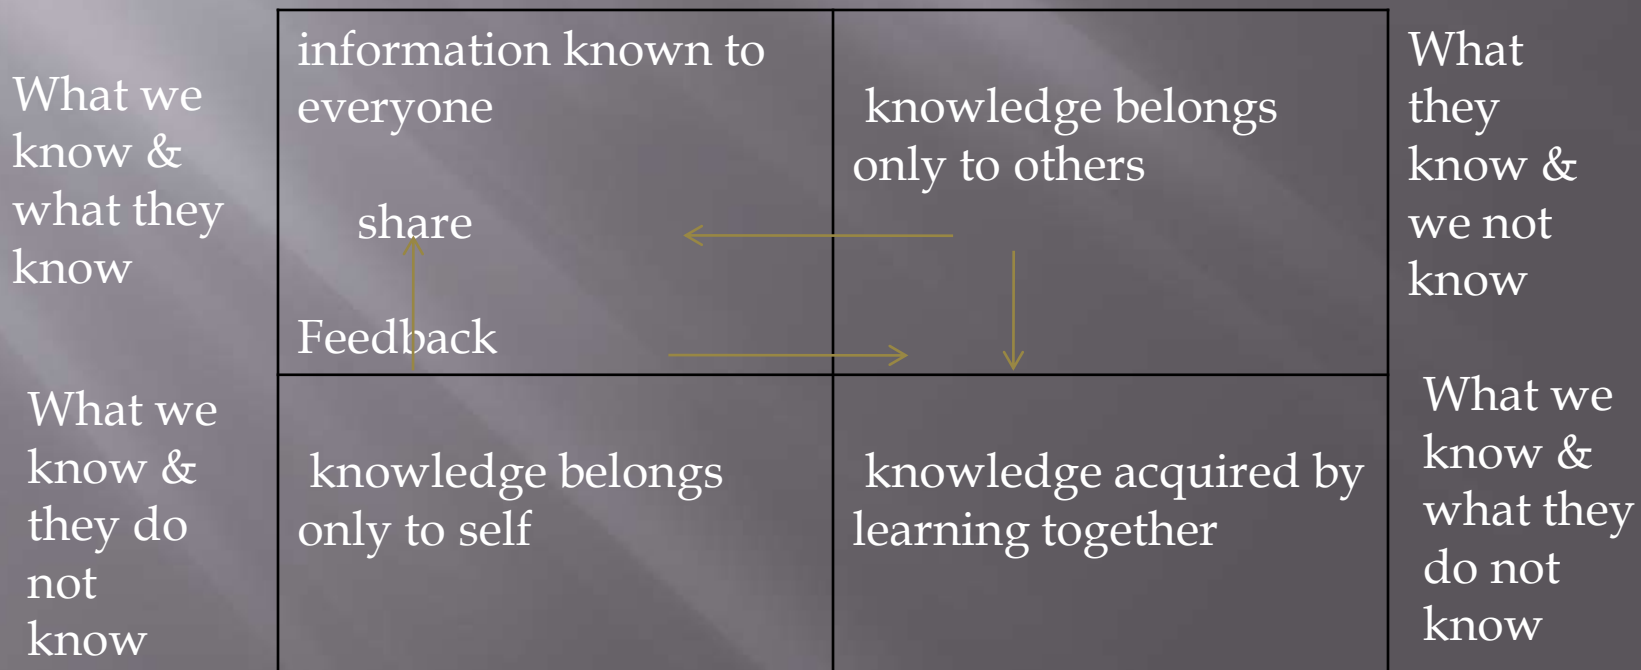 What we
know &
what they
know
information known to
everyone
share
Feedback
knowledge belongs
only to others
What
they
know &
we not
know
What we
know &
they do
not
know
knowledge belongs
only to self
knowledge acquired by
learning together
What we
know &
what they
do not
know